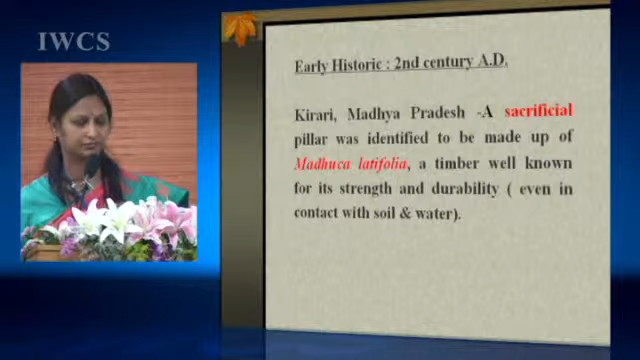 IWCS
Early Historic : 2nd century A.D.
Kirari, Madhya Pradesh -A sacrificial
pillar was identified to be made up of
Madhuca latifolia, a timber well known
for its strength and durability ( even in
contact with soil & water).